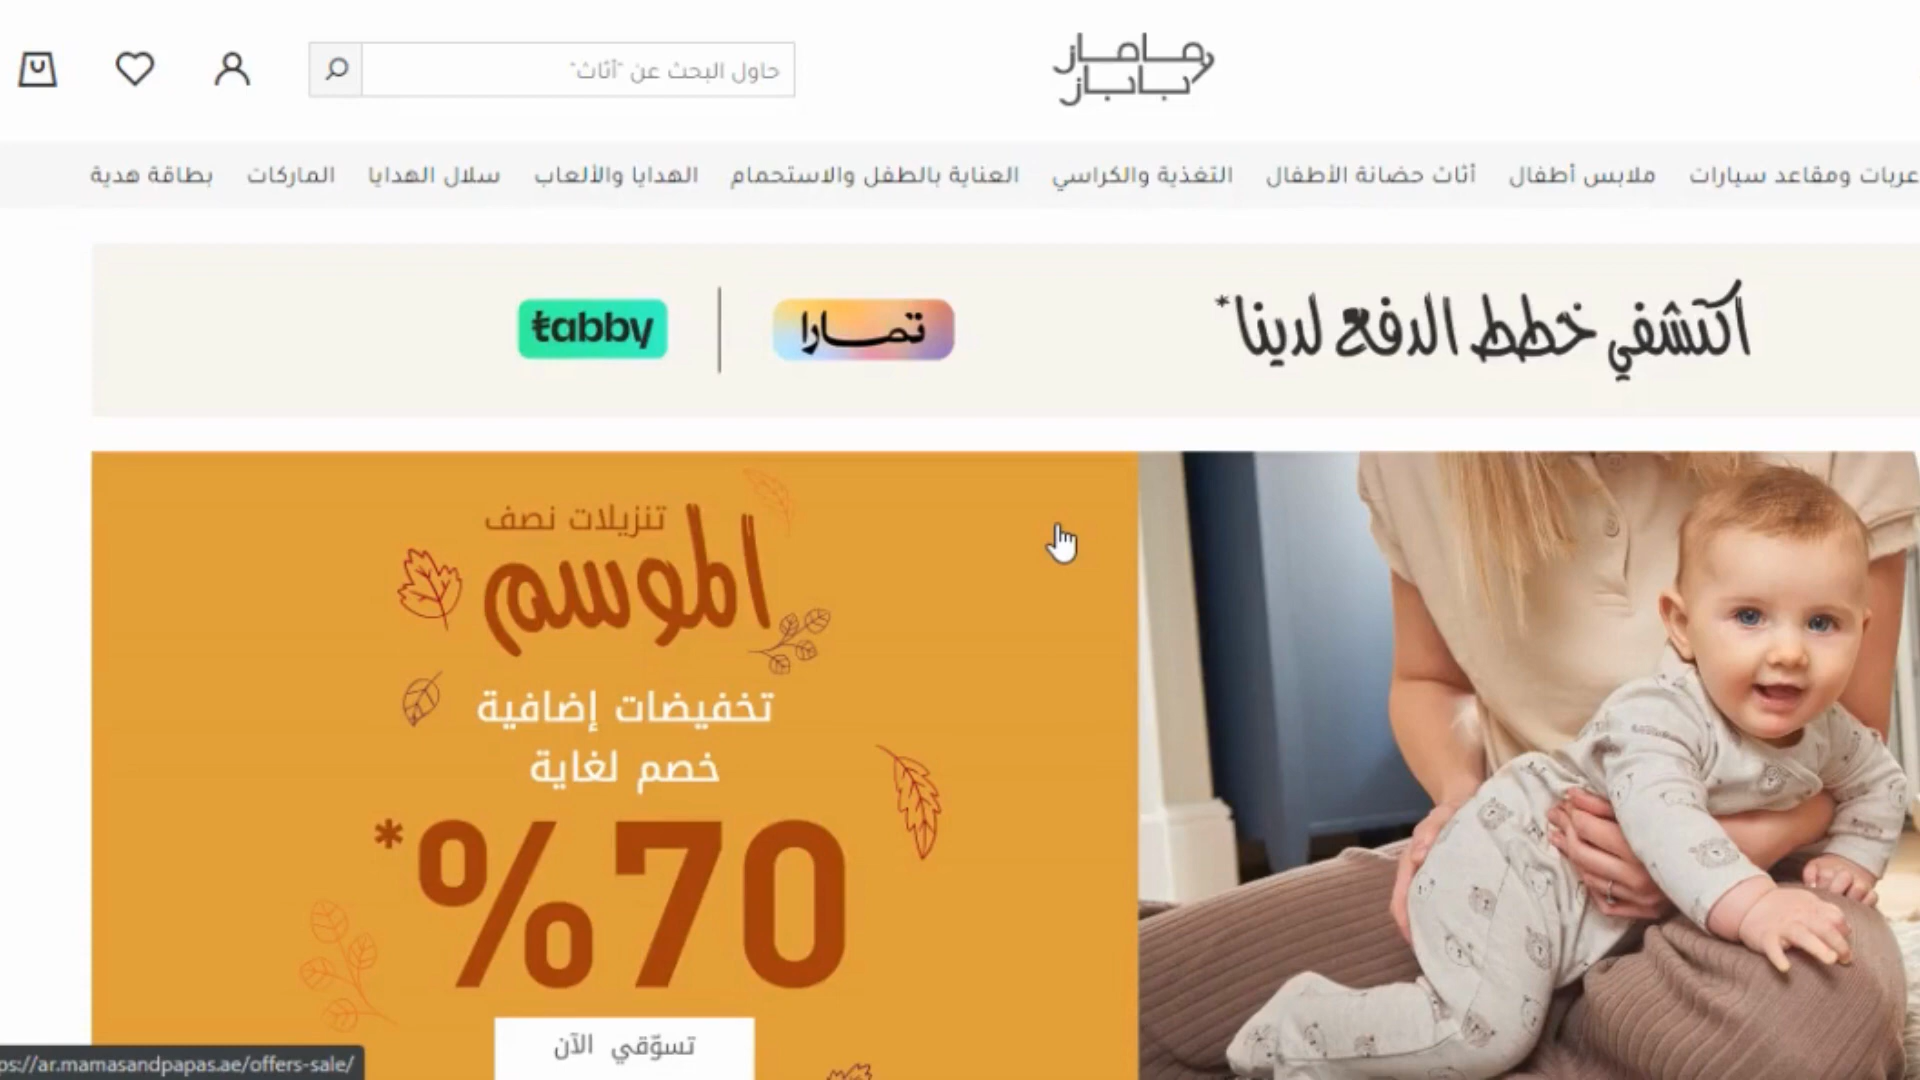 ماماز
باباز
حاول البحث عن "أثاث"
عربات ومقاعد سيارات
ملابس أطفال
أثاث حضانة الأطفال
التغذية والكراسي
العناية بالطفل والاستحمام
الهدايا والألعاب
سلال الهدايا
الماركات
بطاقة هدية
اكتشفي خطط الدفع لدينا*
تمارا
tabby
تنزيلات نصف
الموسم
تخفيضات إضافية
خصم لغاية
%70*
تسوّقي الآن
ps://ar.mamasandpapas.ae/offers-sale/